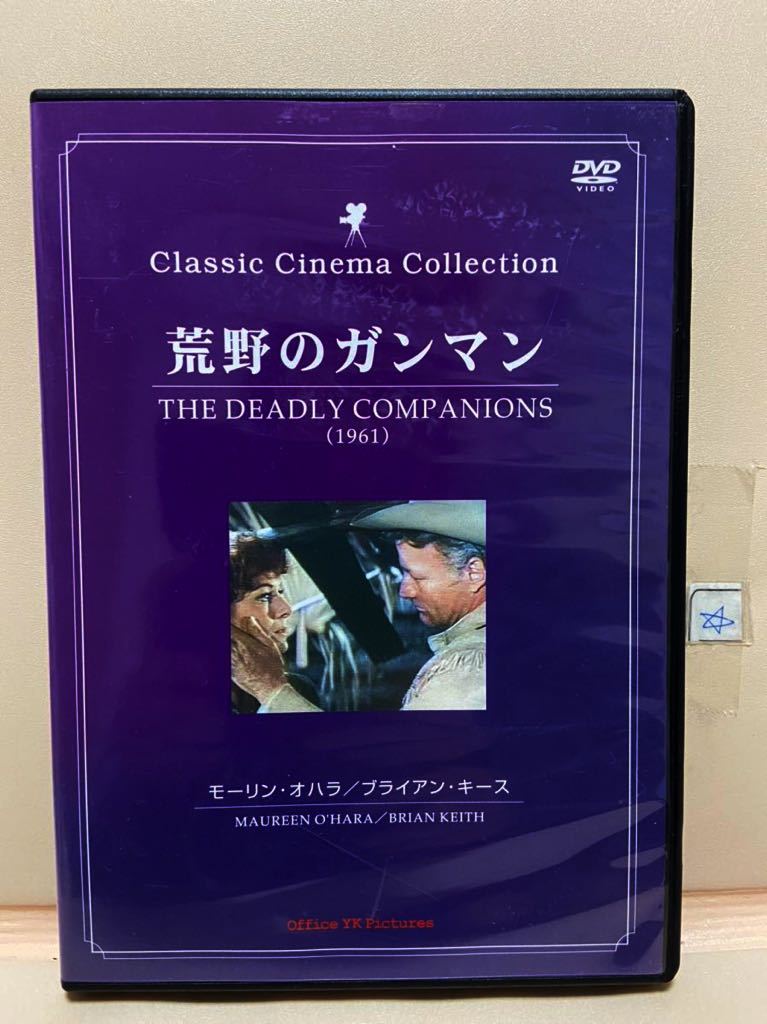 DVD
VIDEO
Classic Cinema Collection
荒野のガンマン
THE DEADLY COMPANIONS
(1961)
モーリン・オハラ／ブライアン・キース
MAUREEN O'HARA／BRIAN KEITH
Office YK Pictures